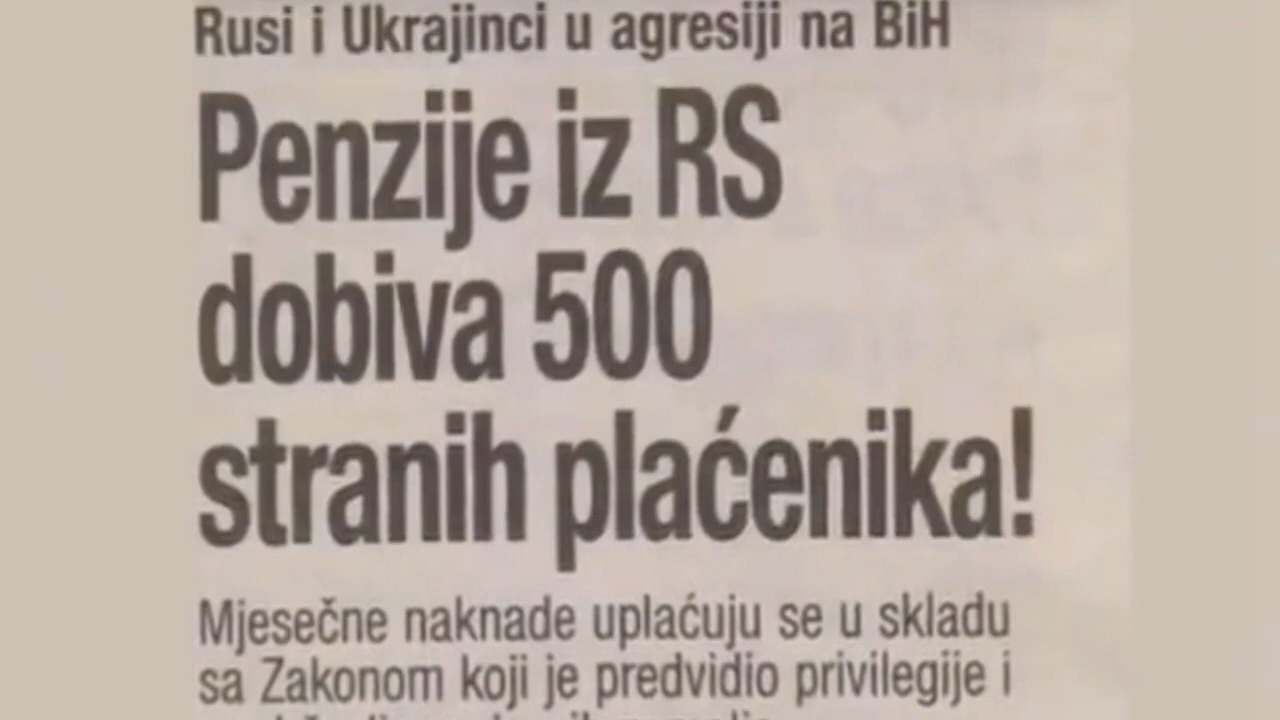 Rusi i Ukrajinci u agresiji na BiH
Penzije iz RS
dobiva 500
stranih plaćenika!
Mjesečne naknade uplaćuju se u skladu
sa Zakonom koji je predvidio privilegije i